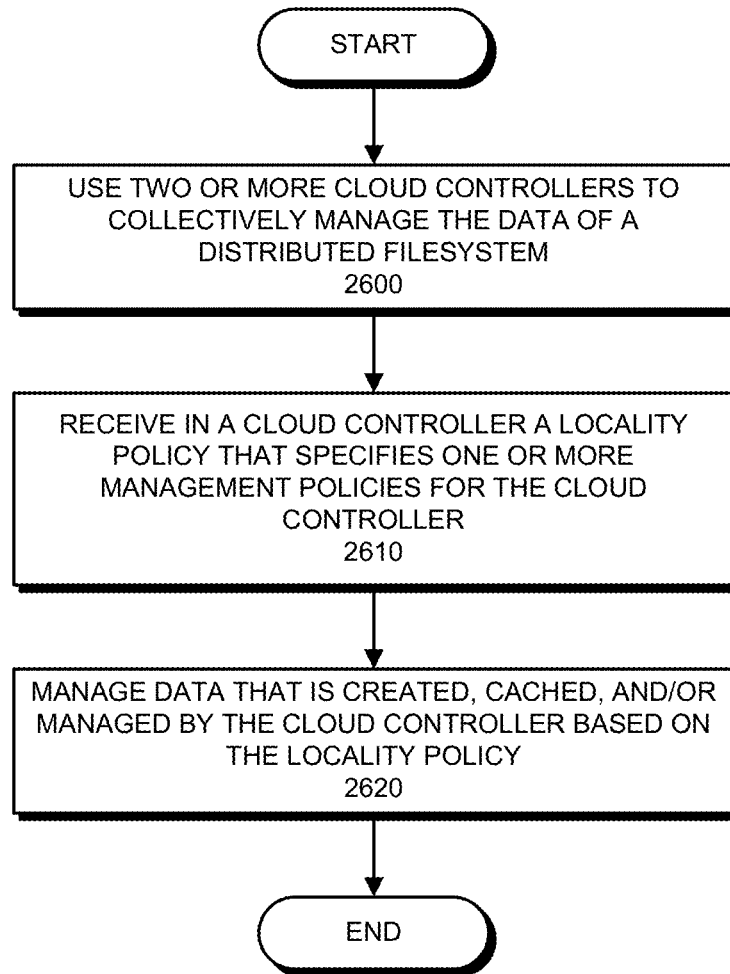 START
USE TWO OR MORE CLOUD CONTROLLERS TO
COLLECTIVELY MANAGE THE DATA OF A
DISTRIBUTED FILESYSTEM
2600
RECEIVE IN A CLOUD CONTROLLER A LOCALITY
POLICY THAT SPECIFIES ONE OR MORE
MANAGEMENT POLICIES FOR THE CLOUD
CONTROLLER
2610
MANAGE DATA THAT IS CREATED, CACHED, AND/OR
MANAGED BY THE CLOUD CONTROLLER BASED ON
THE LOCALITY POLICY
2620
END